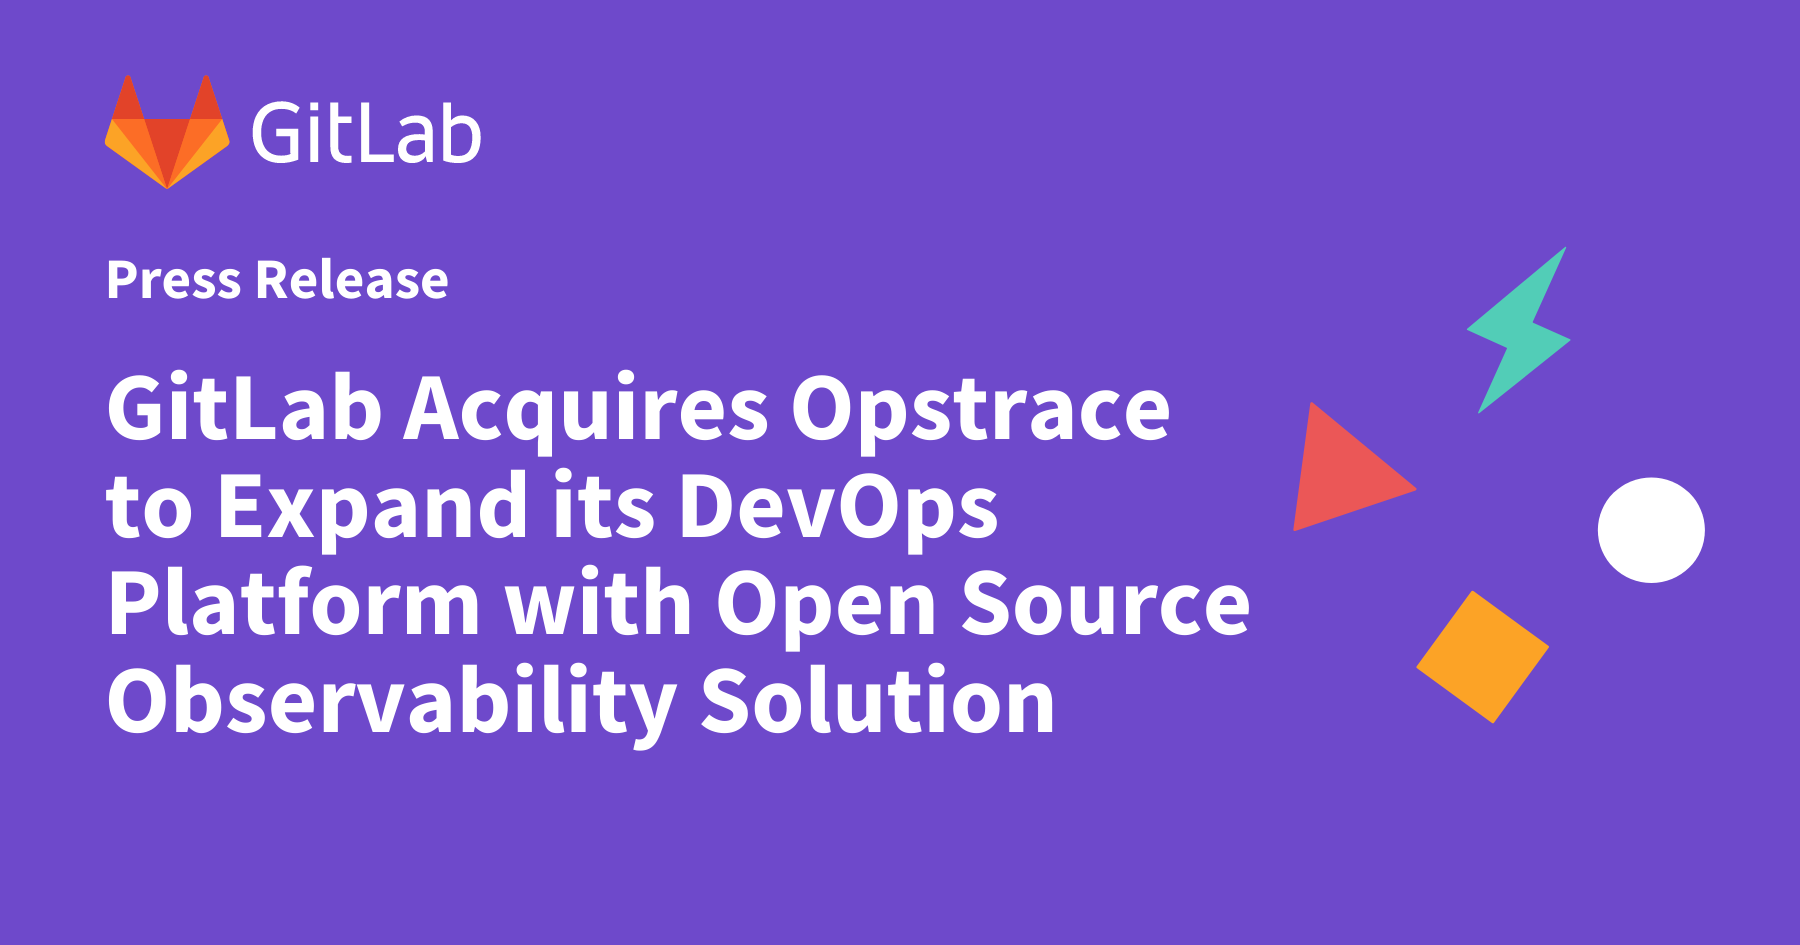 GitLab
Press Release
GitLab Acquires Opstrace
to Expand its DevOps
Platform with Open Source
Observability Solution